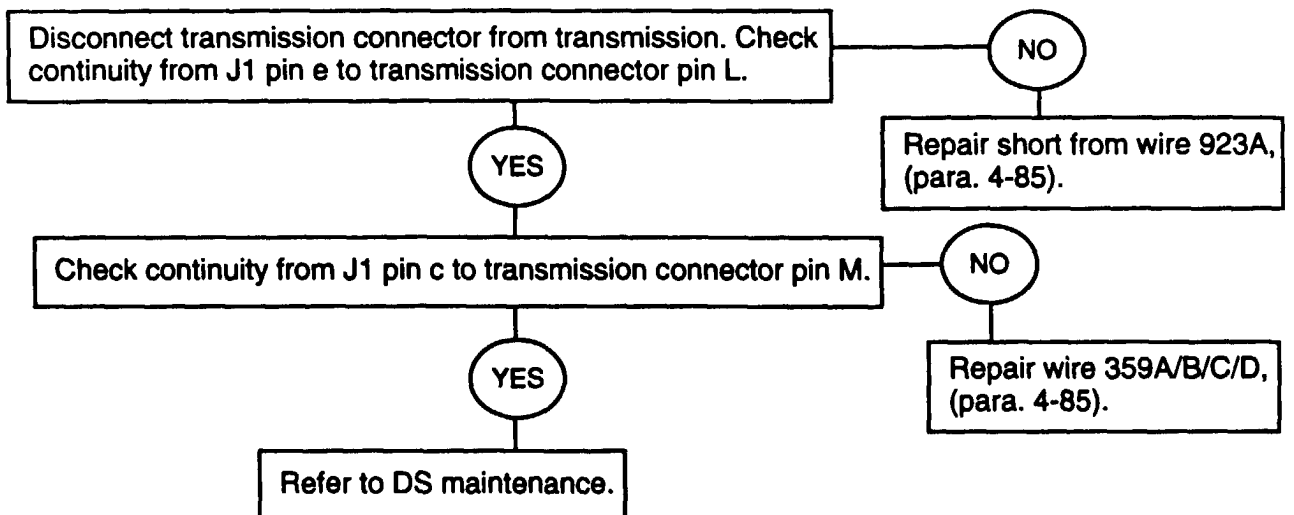 Disconnect transmission connector from transmission. Check
continuity from J1 pin e to transmission connector pin L.
NO
Repair short from wire 923A,
(para. 4-85).
YES
Check continuity from J1 pin c to transmission connector pin M.
NO
Repair wire 359A/B/C/D,
(para. 4-85).
YES
Refer to DS maintenance.